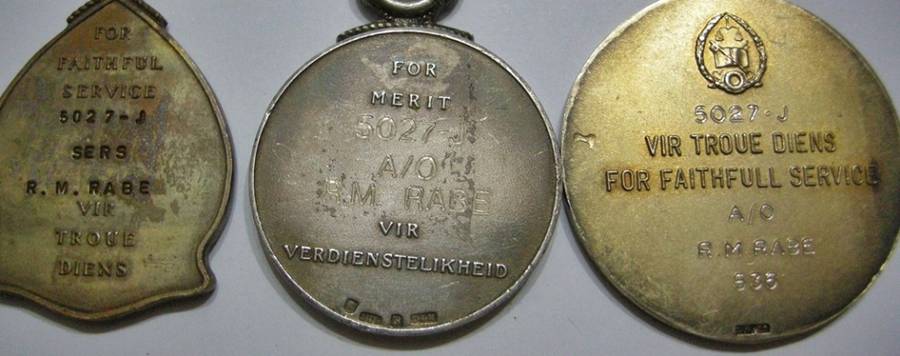 FOR
FAITHFUL
SERVICE
5027-J
SERS
R.M. RABE
VIR
TROUE
DIENS
FOR
MERIT
5027-J
A/O
R.M. RABE
VIR
VERDIENSTELIKHEID
5027-J
VIR TROUE DIENS
FOR FAITHFULL SERVICE
A/O
R.M RABE